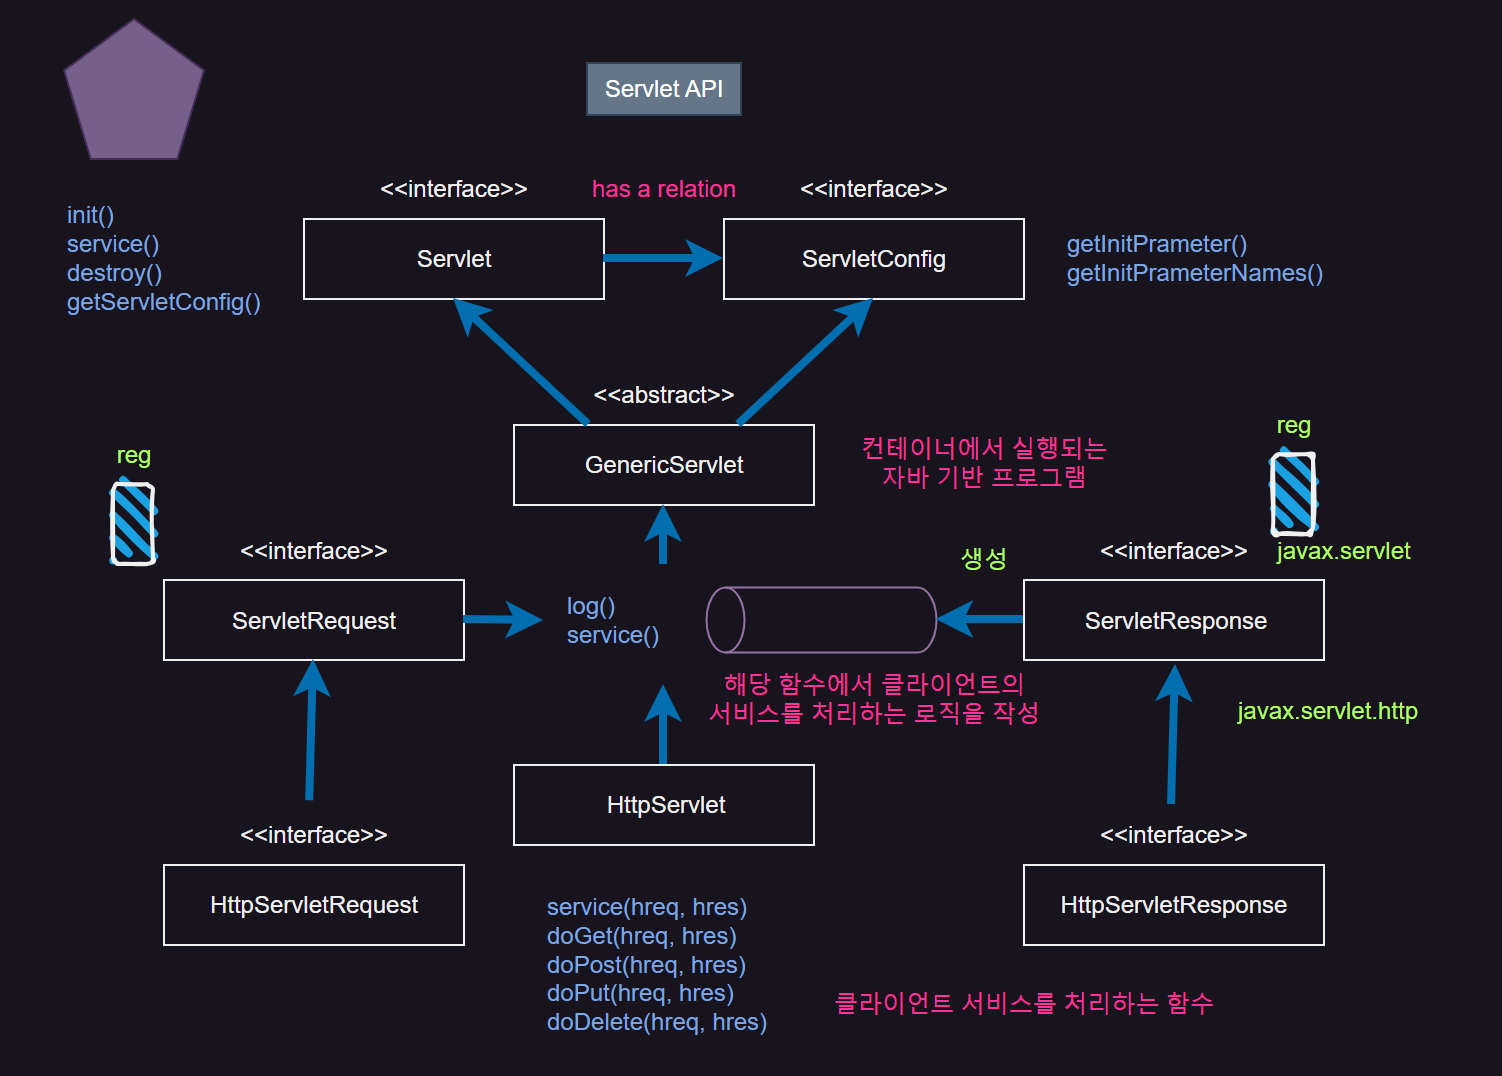 Servlet API
<<interface>>
has a relation
<<interface>>
init()
service()
destroy()
getServletConfig()
Servlet
ServletConfig
getInitPrameter()
getInitPrameterNames()
<<abstract>>
GenericServlet
컨테이너에서 실행되는
자바 기반 프로그램
reg
reg
<<interface>>
ServletRequest
log()
service()
생성
<<interface>>
javax.servlet
ServletResponse
해당 함수에서 클라이언트의
서비스를 처리하는 로직을 작성
javax.servlet.http
HttpServlet
<<interface>>
HttpServletRequest
<<interface>>
HttpServletResponse
service(hreq, hres)
doGet(hreq, hres)
doPost(hreq, hres)
doPut(hreq, hres)
doDelete(hreq, hres)
클라이언트 서비스를 처리하는 함수